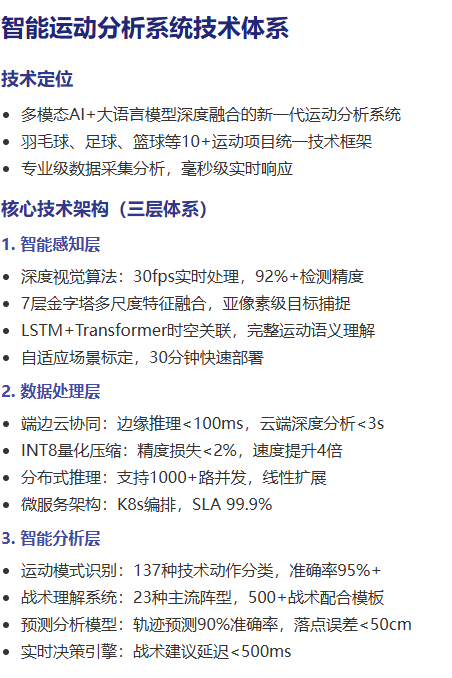 智能运动分析系统技术体系
技术定位
• 多模态AI+大语言模型深度融合的新一代运动分析系统
• 羽毛球、足球、篮球等10+运动项目统一技术框架
• 专业级数据采集分析，毫秒级实时响应
核心技术架构（三层体系）
1. 智能感知层
• 深度视觉算法：30fps实时处理，92%+检测精度
• 7层金字塔多尺度特征融合，亚像素级目标捕捉
• LSTM+Transformer时空关联，完整运动语义理解
• 自适应场景标定，30分钟快速部署
2. 数据处理层
• 端边云协同：边缘推理<100ms，云端深度分析<3s
• INT8量化压缩：精度损失<2%，速度提升4倍
• 分布式推理：支持1000+路并发，线性扩展
• 微服务架构：K8s编排，SLA 99.9%
3. 智能分析层
• 运动模式识别：137种技术动作分类，准确率95%+
• 战术理解系统：23种主流阵型，500+战术配合模板
• 预测分析模型：轨迹预测90%准确率，落点误差<50cm
• 实时决策引擎：战术建议延迟<500ms